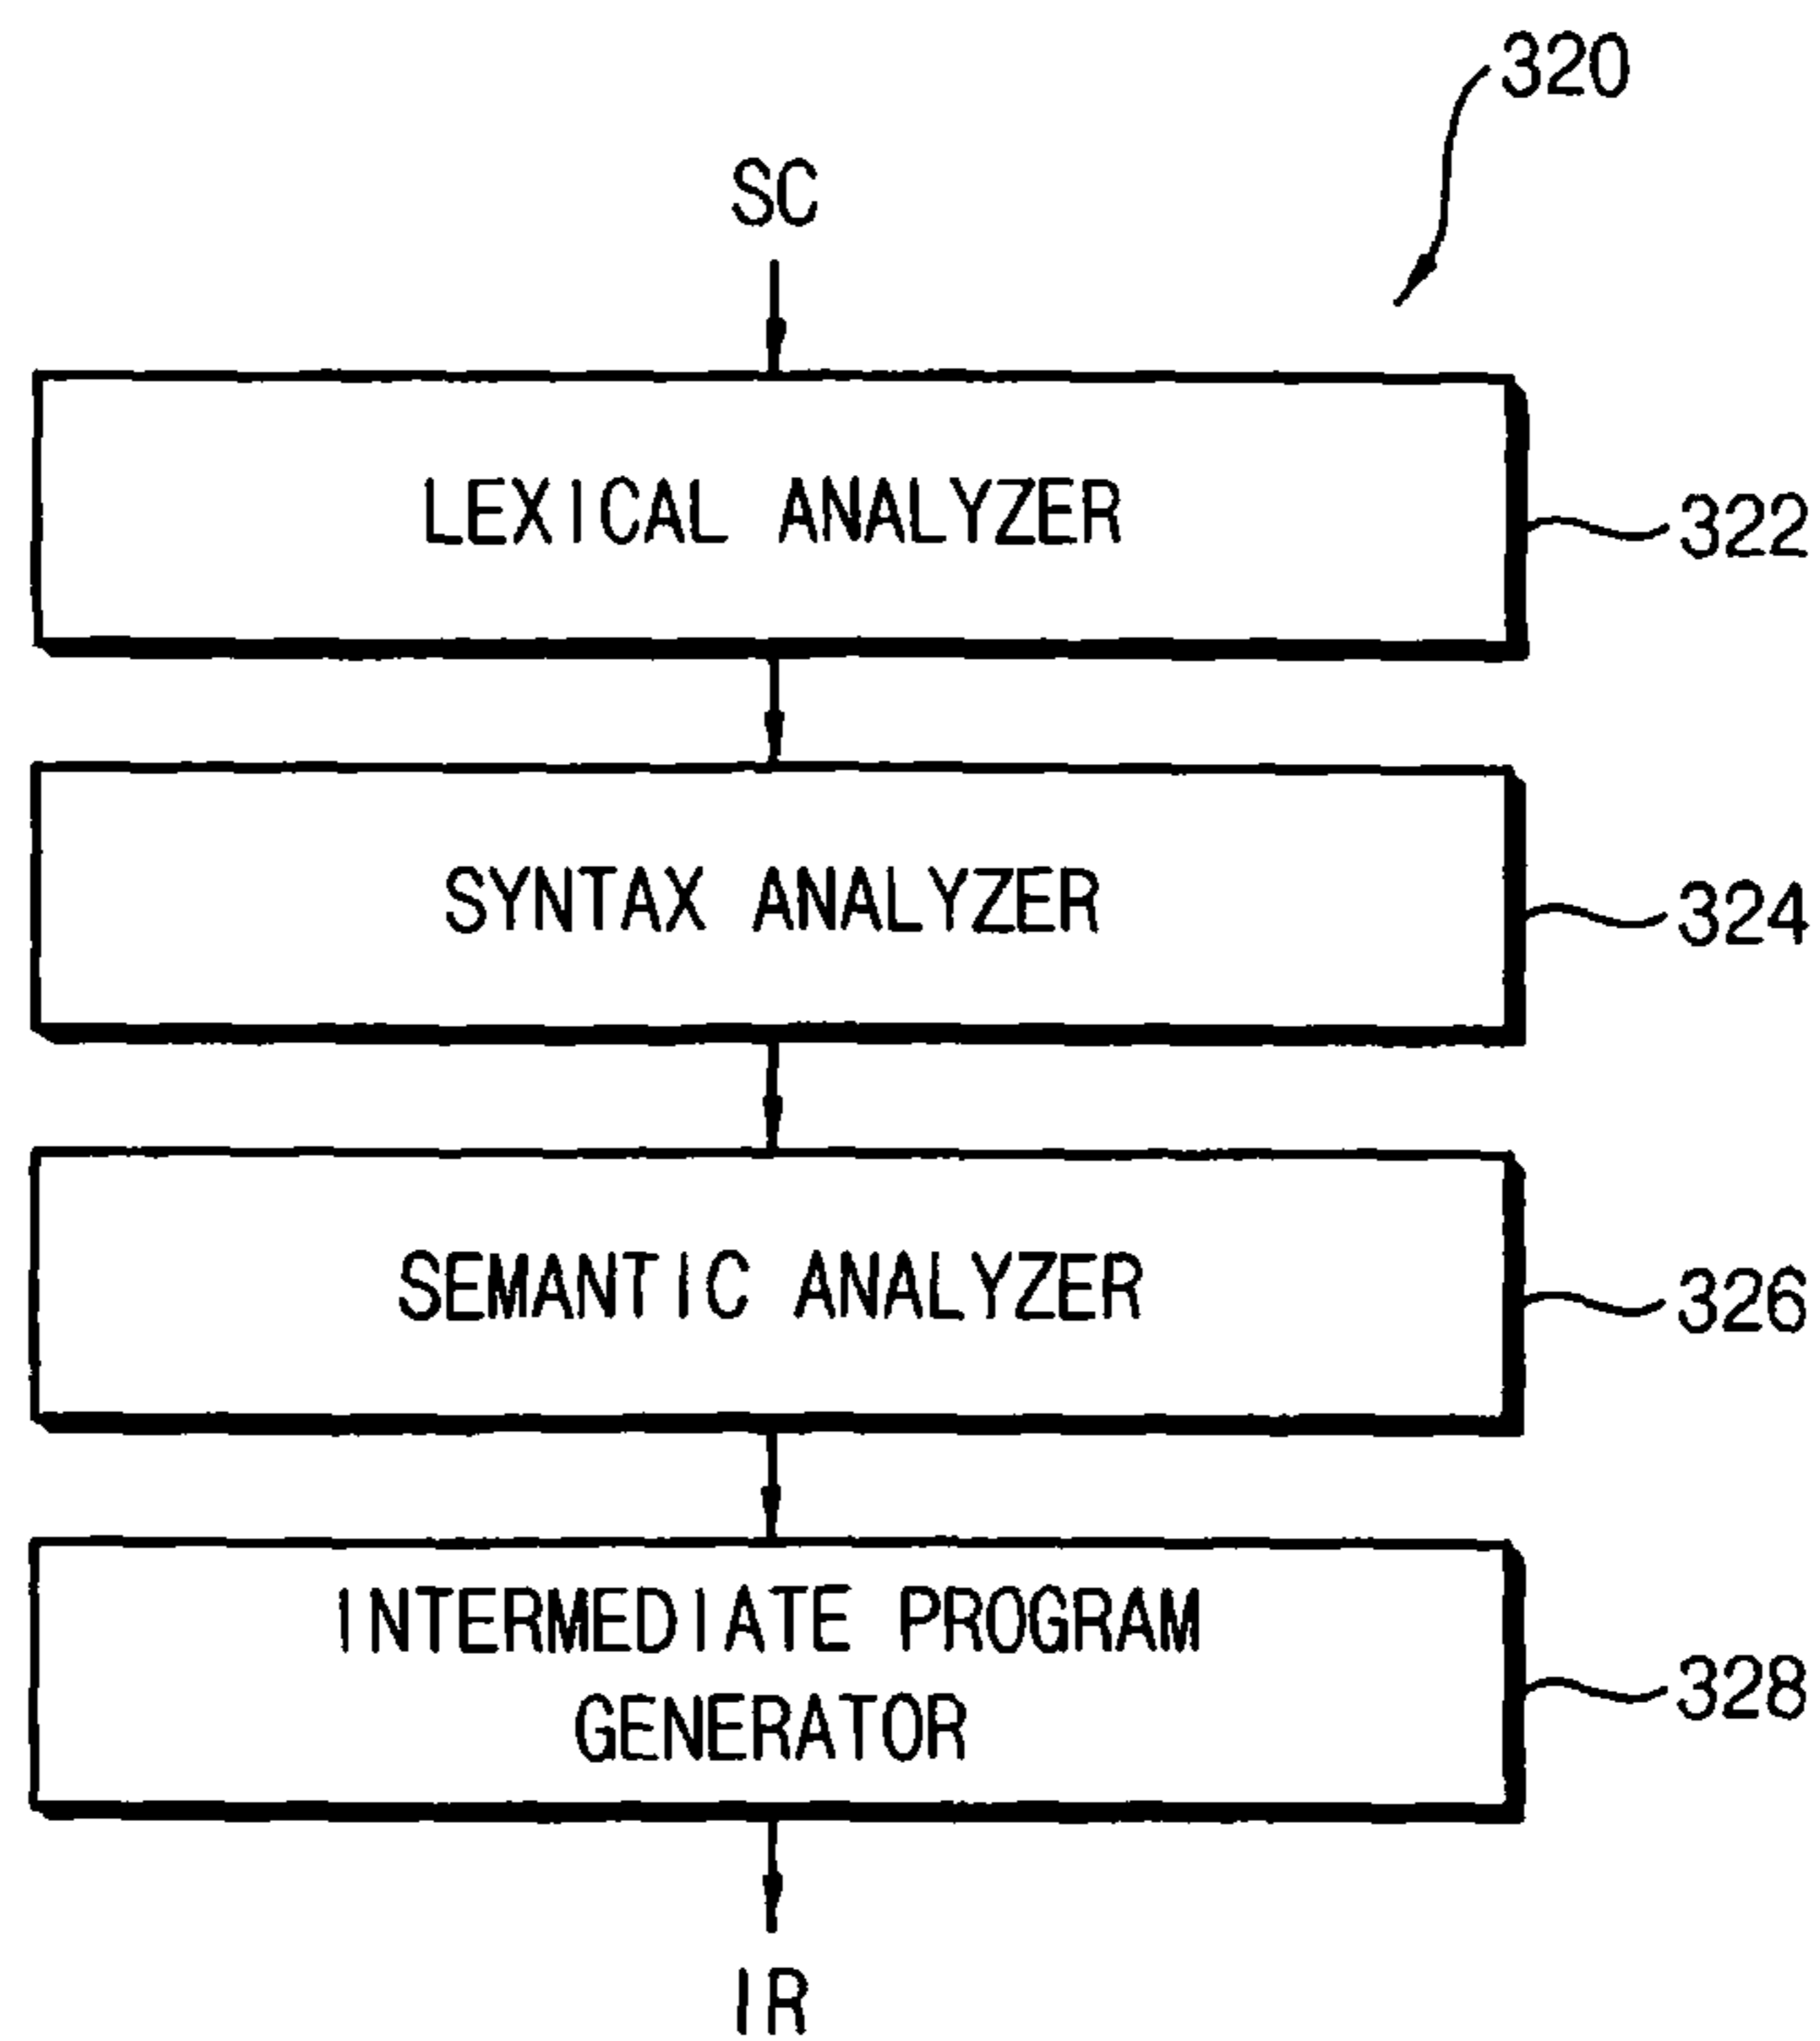 320
SC
LEXICAL ANALYZER
322
SYNTAX ANALYZER
324
SEMANTIC ANALYZER
326
INTERMEDIATE PROGRAM
GENERATOR
328
IR